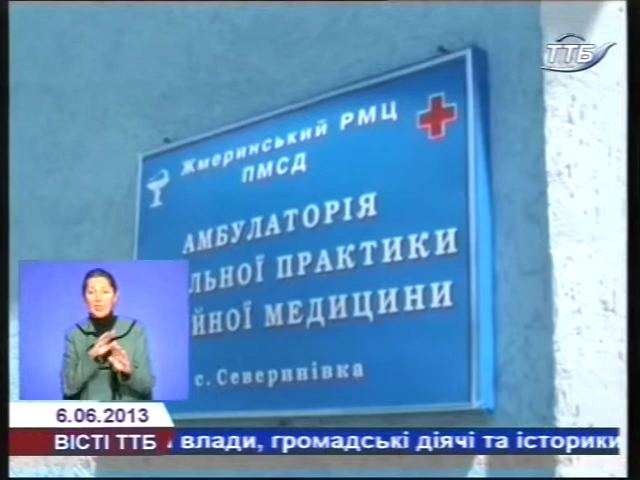 ТТБ
Жмеринський РМЦ
ПМСД
АМБУЛАТОРІЯ
ЛЬНОЇ ПРАКТИКИ
ЙНОЇ МЕДИЦИНИ
с. Северинівка
6.06.2013
ВІСТІ ТТБ влади, громадські діячі та історики